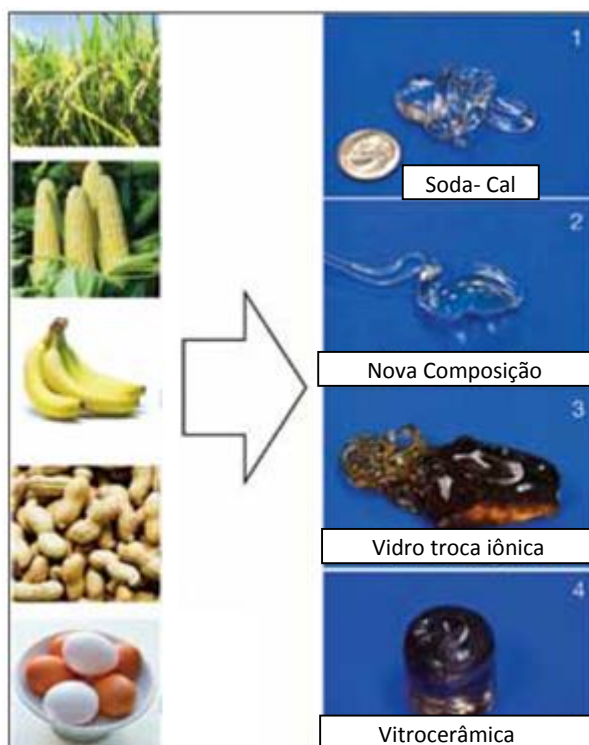 1
Soda- Cal
2
Nova Composição
3
Vidro troca iônica
4
Vitrocerâmica